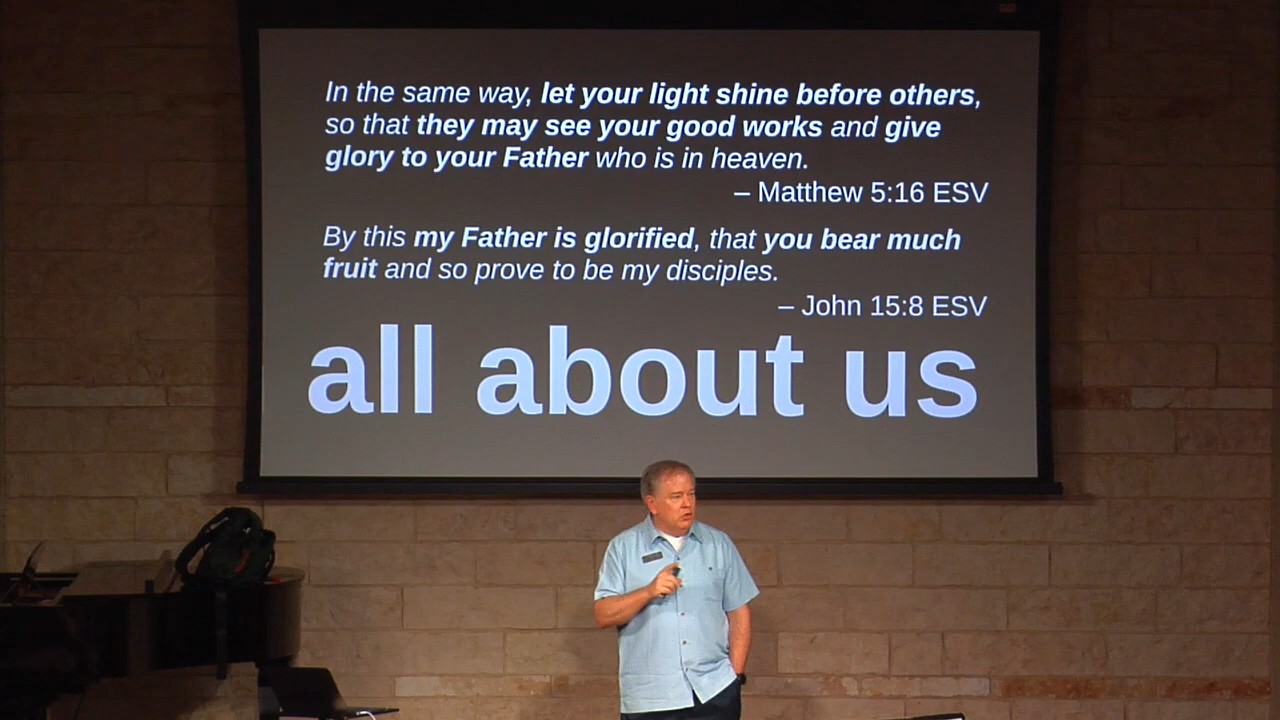 In the same way, let your light shine before others,
so that they may see your good works and give
glory to your Father who is in heaven.
– Matthew 5:16 ESV
By this my Father is glorified, that you bear much
fruit and so prove to be my disciples.
– John 15:8 ESV
all about us